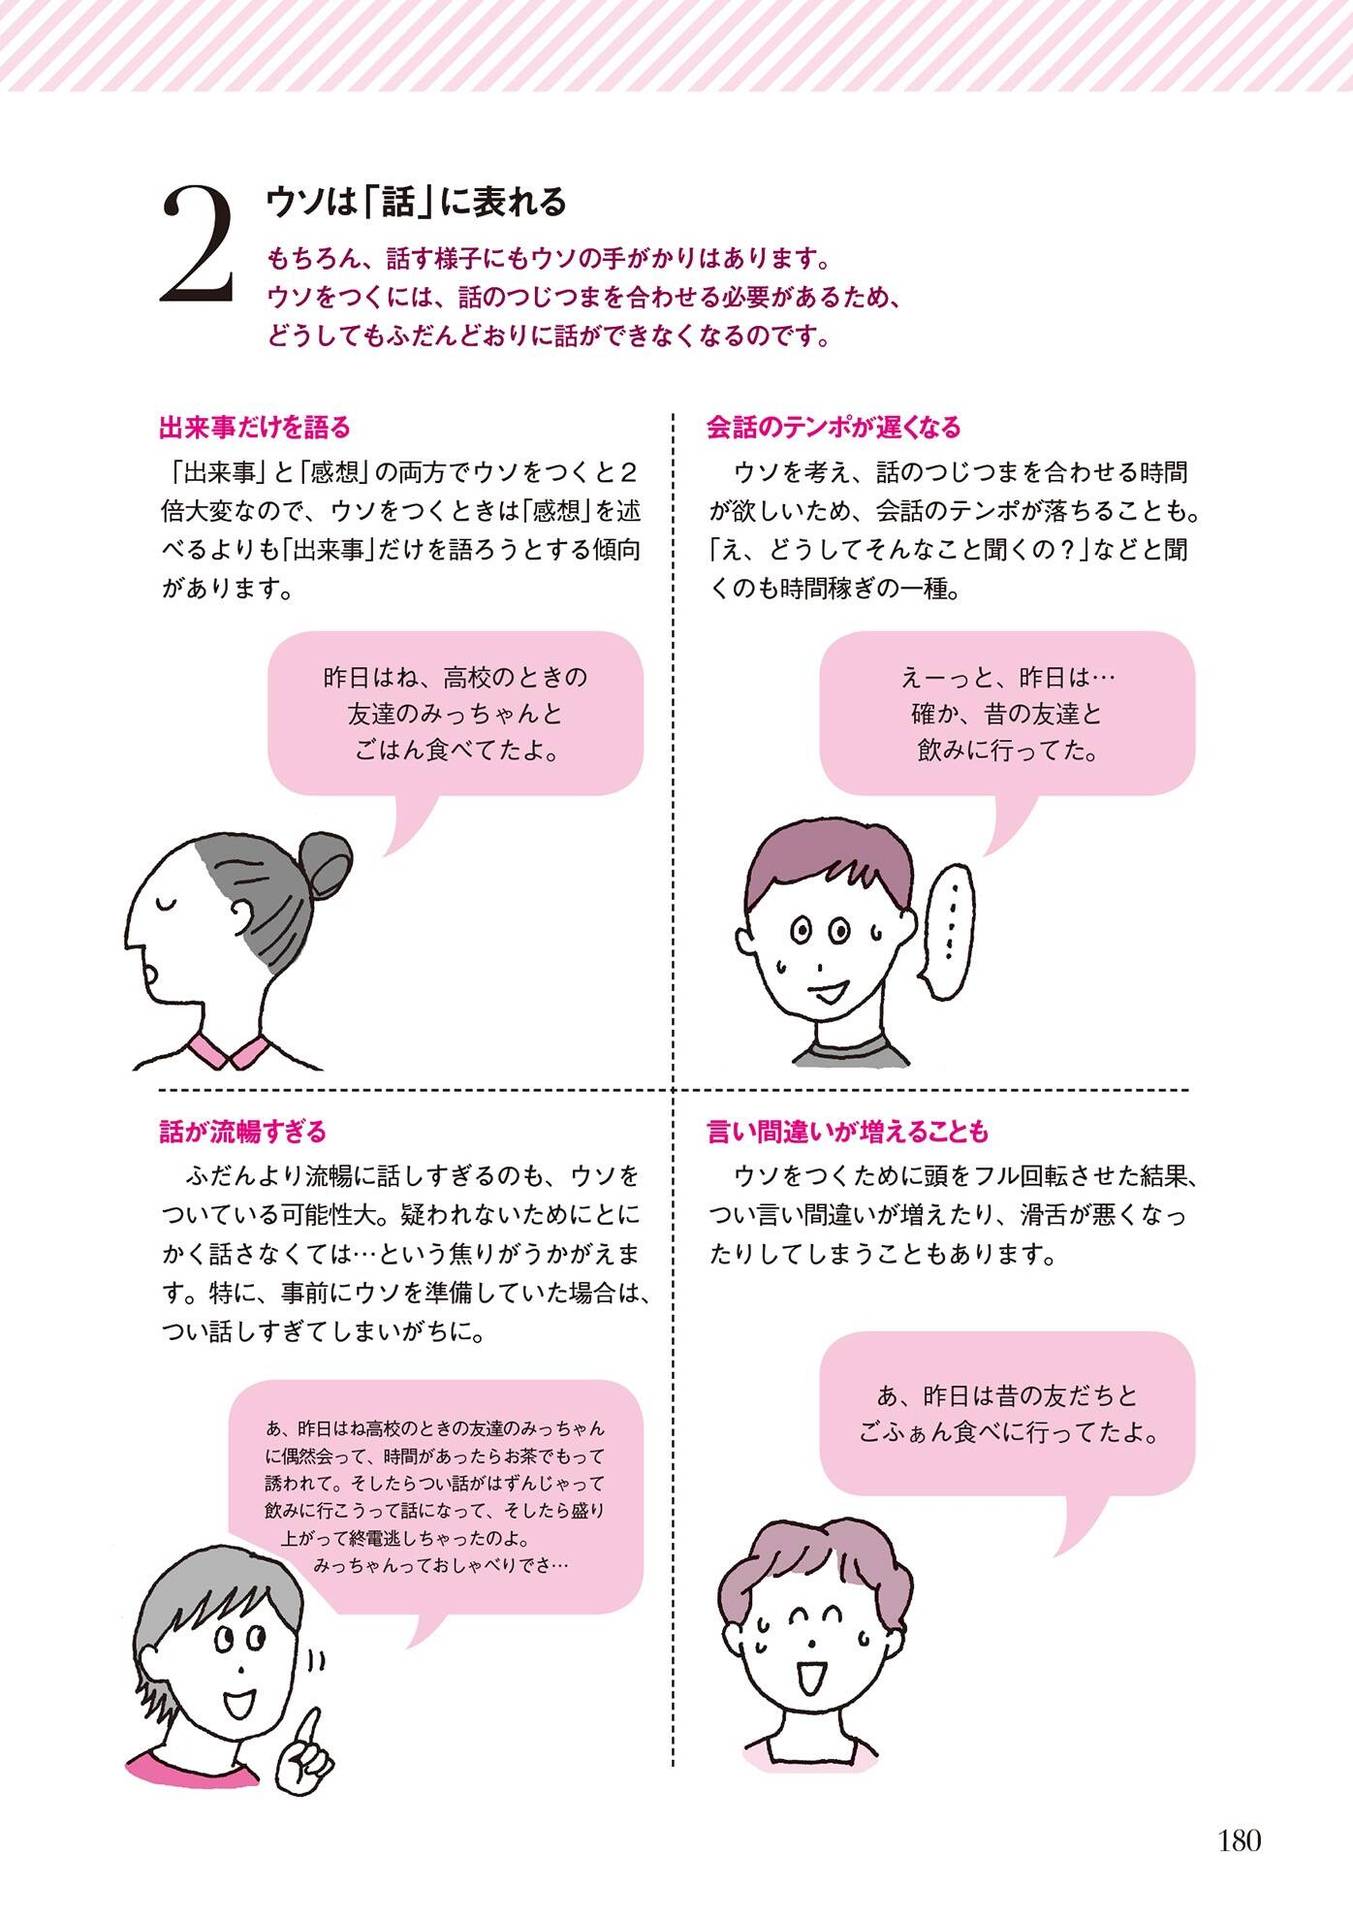 2
ウソは「話」に表れる
もちろん、話す様子にもウソの手がかりはあります。
ウソをつくには、話のつじつまを合わせる必要があるため、
どうしてもふだんどおりに話ができなくなるのです。
出来事だけを語る
「出来事」と「感想」の両方でウソをつくと２
倍大変なので、ウソをつくときは「感想」を述
べるよりも「出来事」だけを語ろうとする傾向
があります。
昨日はね、高校のときの
友達のみっちゃんと
ごはん食べてたよ。
会話のテンポが遅くなる
ウソを考え、話のつじつまを合わせる時間
が欲しいため、会話のテンポが落ちることも。
「え、どうしてそんなこと聞くの？」などと聞
くのも時間稼ぎの一種。
えーっと、昨日は…
確か、昔の友達と
飲みに行ってた。
……
話が流暢すぎる
ふだんより流暢に話しすぎるのも、ウソを
ついている可能性大。疑われないためにとに
かく話さなくては…という焦りがうかがえま
す。特に、事前にウソを準備していた場合は、
つい話しすぎてしまいがちに。
あ、昨日はね高校のときの友達のみっちゃん
に偶然会って、時間があったらお茶でもって
誘われて。そしたらつい話がはずんじゃって
飲みに行こうって話になって、そしたら盛り
上がって終電逃しちゃったのよ。
みっちゃんっておしゃべりでさ…
言い間違いが増えることも
ウソをつくために頭をフル回転させた結果、
つい言い間違いが増えたり、滑舌が悪くなっ
たりしてしまうこともあります。
あ、昨日は昔の友だちと
ごふぁん食べに行ってたよ。
180